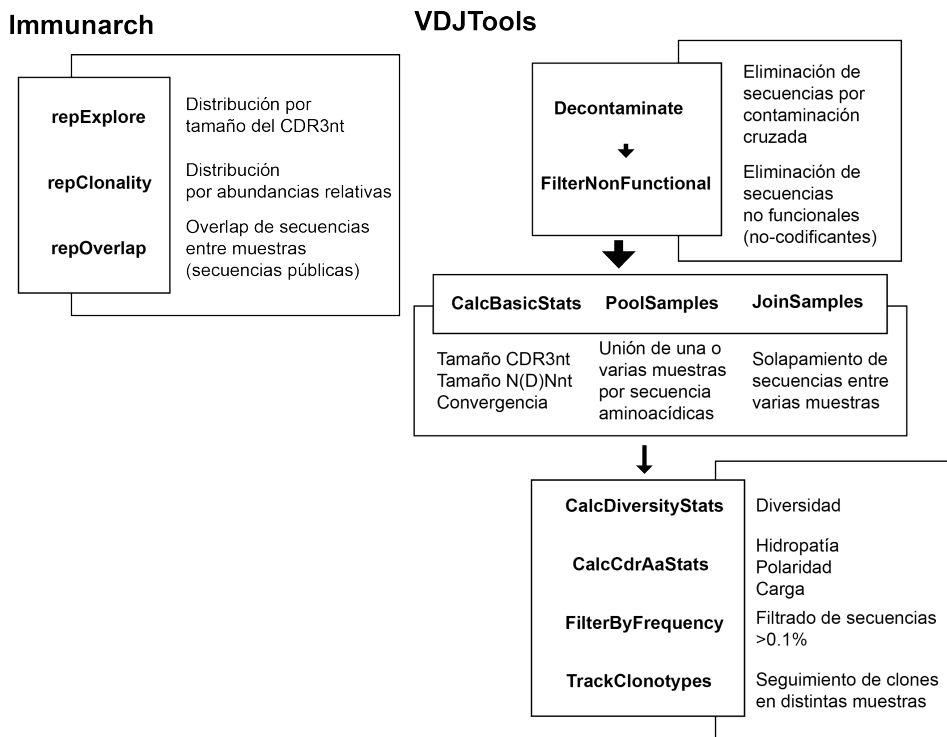 Immunarch
repExplore
Distribución por
tamaño del CDR3nt
repClonality
Distribución
por abundancias relativas
repOverlap
Overlap de secuencias
entre muestras
(secuencias públicas)
VDJTools
Decontaminate
Eliminación de
secuencias por
contaminación
cruzada
FilterNonFunctional
Eliminación de
secuencias
no funcionales
(no-codificantes)
CalcBasicStats
PoolSamples
JoinSamples
Tamaño CDR3nt
Tamaño N(D)Nnt
Convergencia
Unión de una o
varias muestras
por secuencia
aminoacídicas
Solapamiento de
secuencias entre
varias muestras
CalcDiversityStats
Diversidad
CalcCdrAaStats
Hidropatía
Polaridad
Carga
FilterByFrequency
Filtrado de secuencias
>0.1%
TrackClonotypes
Seguimiento de clones
en distintas muestras